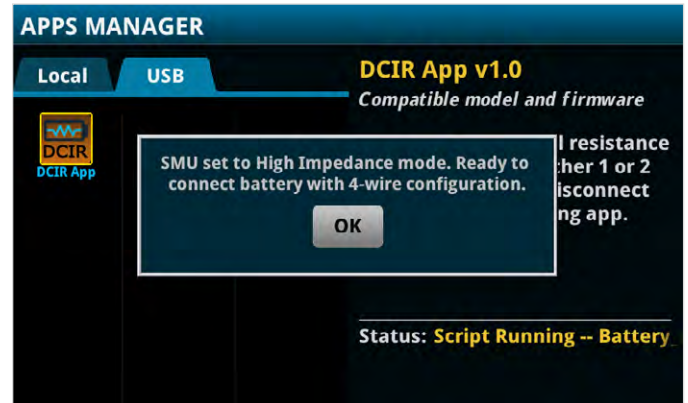 APPS MANAGER
Local
USB
DCIR
DCIR App
DCIR App v1.0
Compatible model and firmware
l resistance
her 1 or 2
isconnect
ng app.
SMU set to High Impedance mode. Ready to
connect battery with 4-wire configuration.
OK
Status: Script Running -- Battery